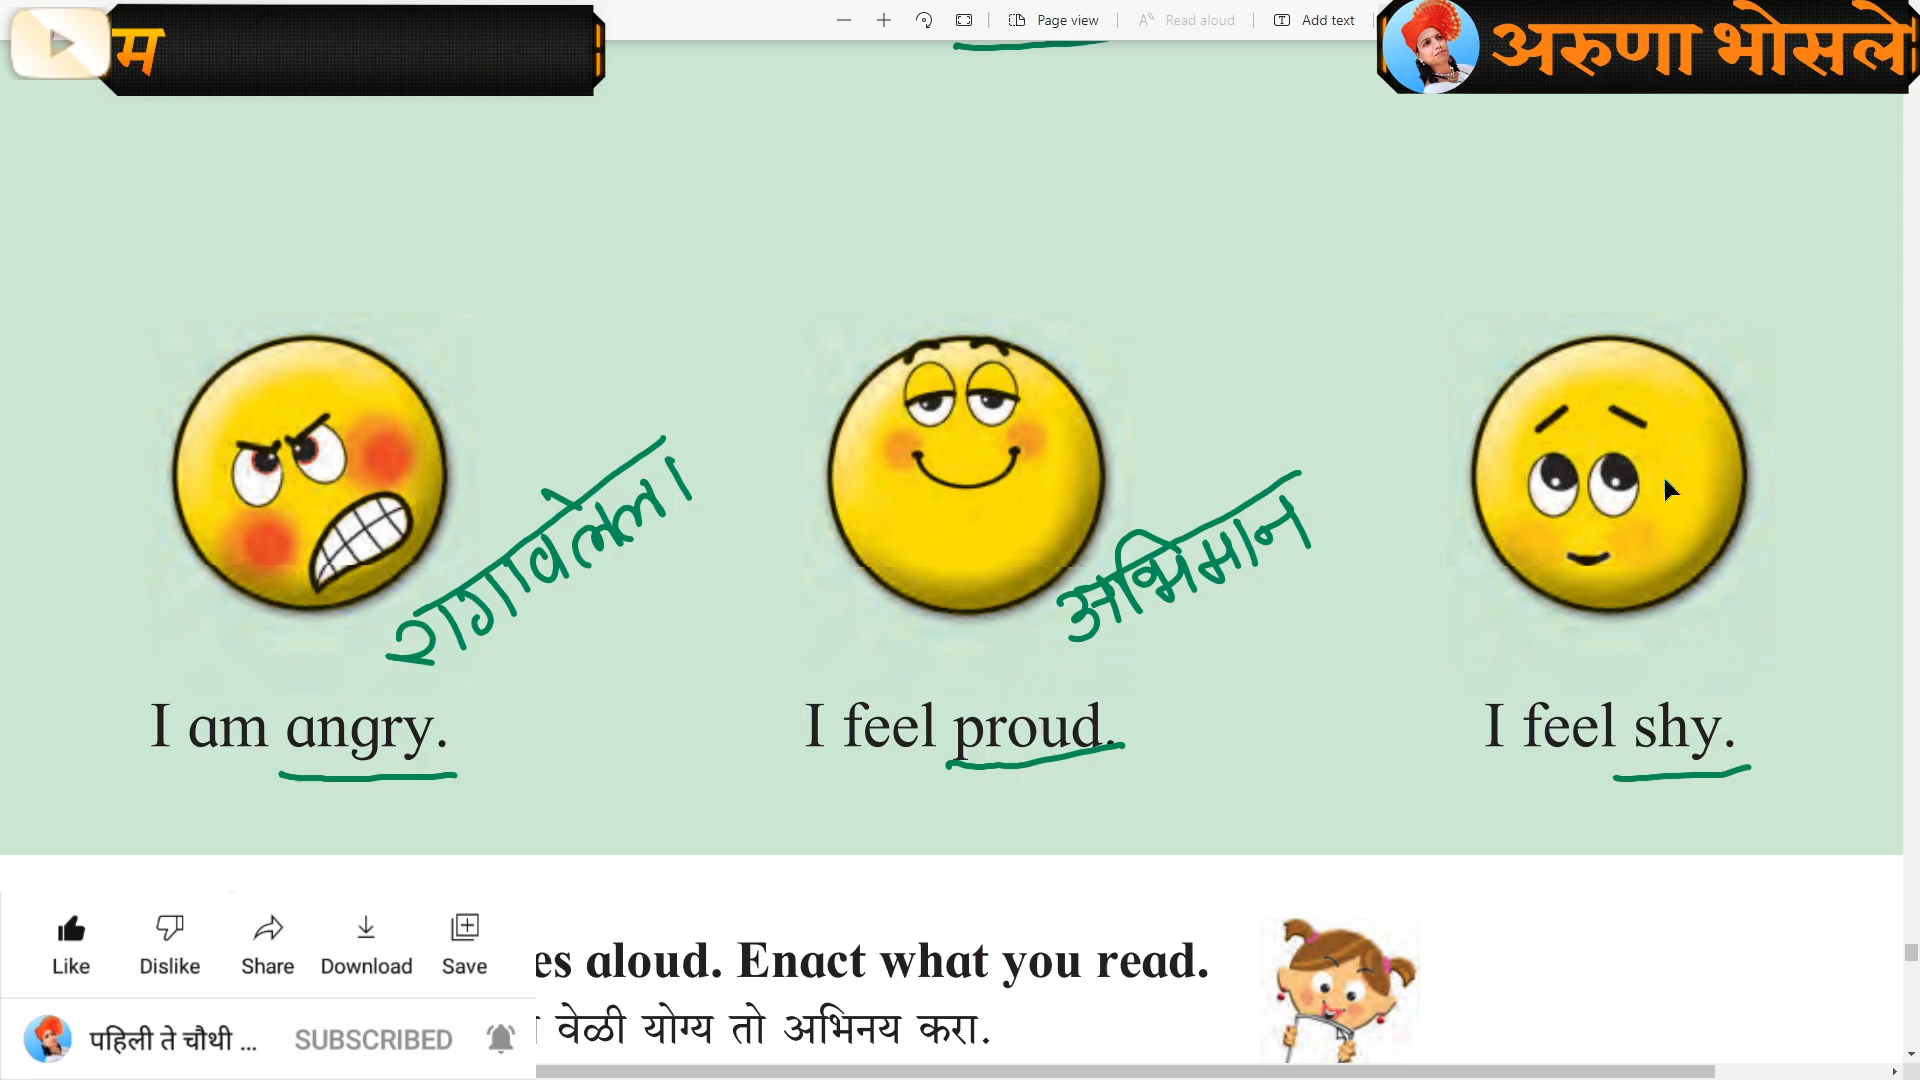 म
Page view
Read aloud
Add text
अरुणा भोसले
रागावलेला
अभिमान
I am angry.
I feel proud.
I feel shy.
es aloud. Enact what you read.
वेळी योग्य तो अभिनय करा.
Like
Dislike
Share
Download
Save
पहिली ते चौथी ...
SUBSCRIBED